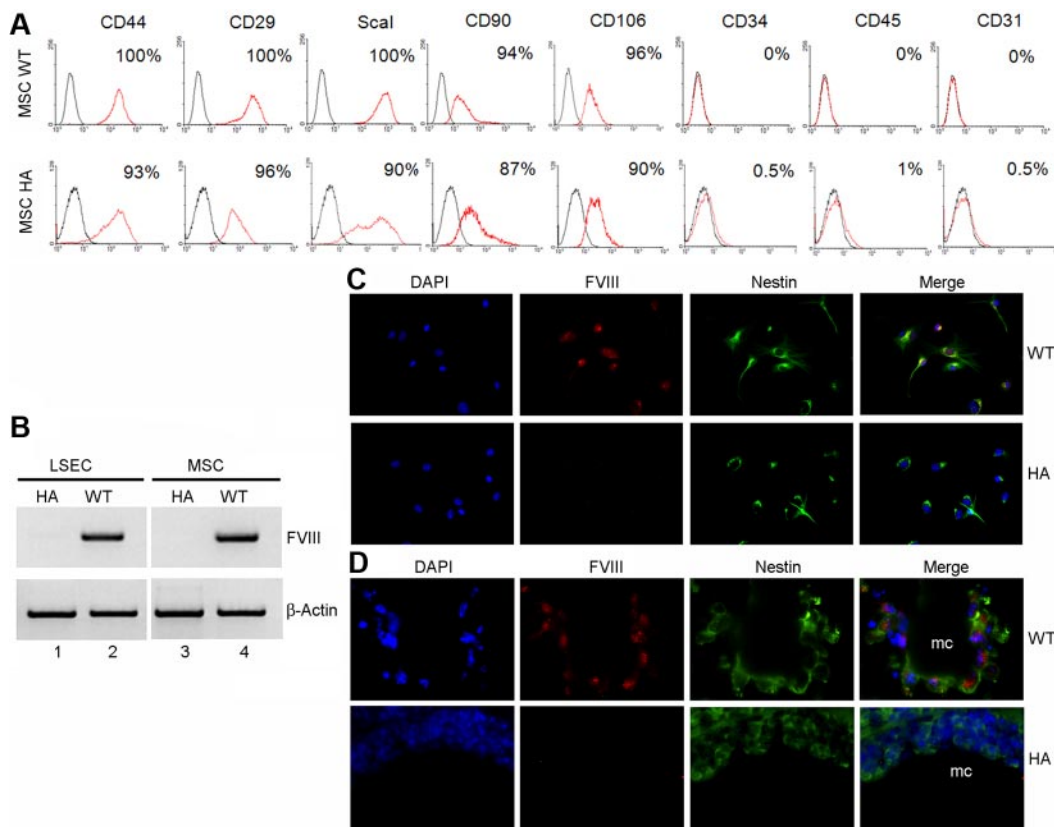 A
CD44 CD29 ScaI CD90 CD106 CD34 CD45 CD31
MSC WT
100% 100% 100% 94% 96% 0% 0% 0%
MSC HA
93% 96% 90% 87% 90% 0.5% 1% 0.5%
C
DAPI FVIII Nestin Merge
WT
HA
B
LSEC MSC
HA WT HA WT
FVIII
β-Actin
1 2 3 4
D
DAPI FVIII Nestin Merge
mc
WT
mc
HA